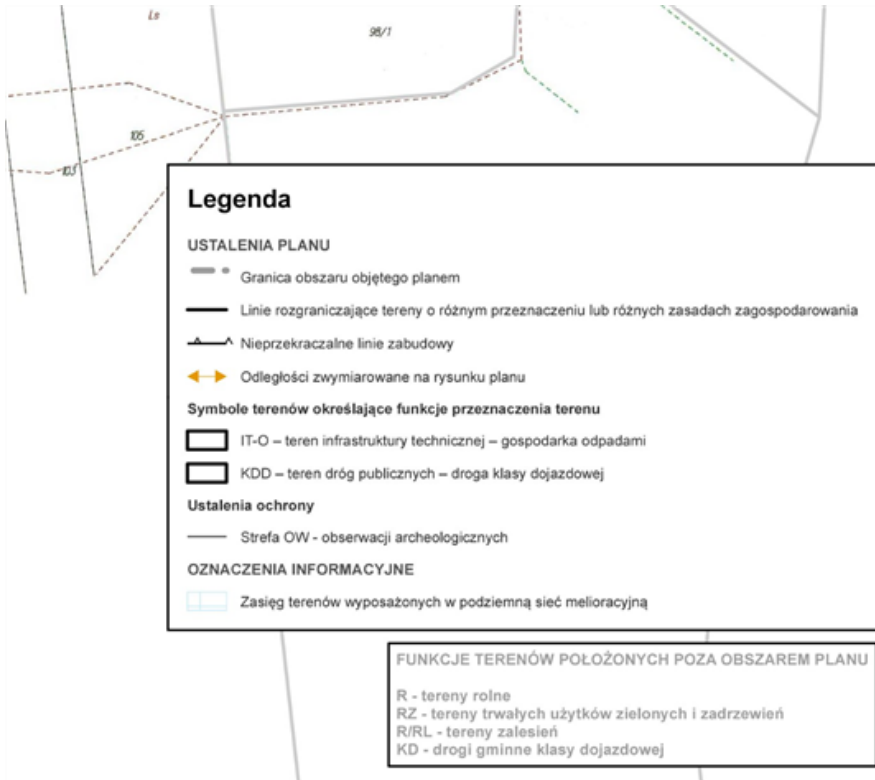 Ls
98/1
105
103
Legenda
USTALENIA PLANU
Granica obszaru objętego planem
Linie rozgraniczające tereny o różnym przeznaczeniu lub różnych zasadach zagospodarowania
Nieprzekraczalne linie zabudowy
Odległości zwymiarowane na rysunku planu
Symbole terenów określające funkcje przeznaczenia terenu
IT-O – teren infrastruktury technicznej – gospodarka odpadami
KDD – teren dróg publicznych – droga klasy dojazdowej
Ustalenia ochrony
Strefa OW - obserwacji archeologicznych
OZNACZENIA INFORMACYJNE
Zasięg terenów wyposażonych w podziemną sieć melioracyjną
FUNKCJE TERENÓW POŁOŻONYCH POZA OBSZAREM PLANU
R - tereny rolne
RZ - tereny trwałych użytków zielonych i zadrzewień
R/RL - tereny zalesień
KD - drogi gminne klasy dojazdowej